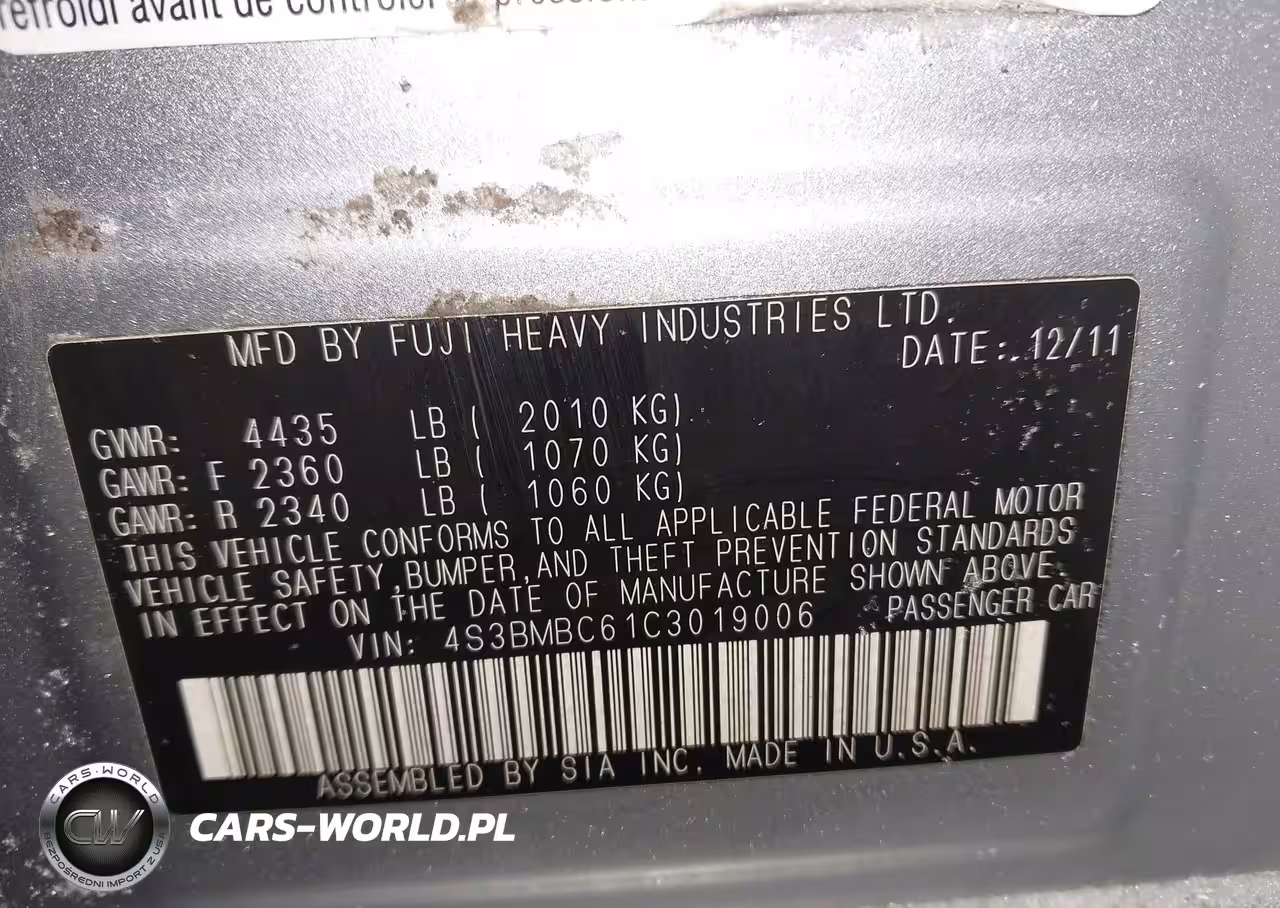 refroidi avant de contrôler
MFD BY FUJI HEAVY INDUSTRIES LTD.
DATE: 12/11
GVWR: 4435 LB ( 2010 KG)
GAWR: F 2360 LB ( 1070 KG)
GAWR: R 2340 LB ( 1060 KG)
THIS VEHICLE CONFORMS TO ALL APPLICABLE FEDERAL MOTOR
VEHICLE SAFETY,BUMPER,AND THEFT PREVENTION STANDARDS
IN EFFECT ON THE DATE OF MANUFACTURE SHOWN ABOVE.
VIN: 4S3BMBC61C3019006 PASSENGER CAR
ASSEMBLED BY SIA INC. MADE IN U.S.A.
CARS-WORLD
CW
BEZPOŚREDNI IMPORT Z USA
CARS-WORLD.PL